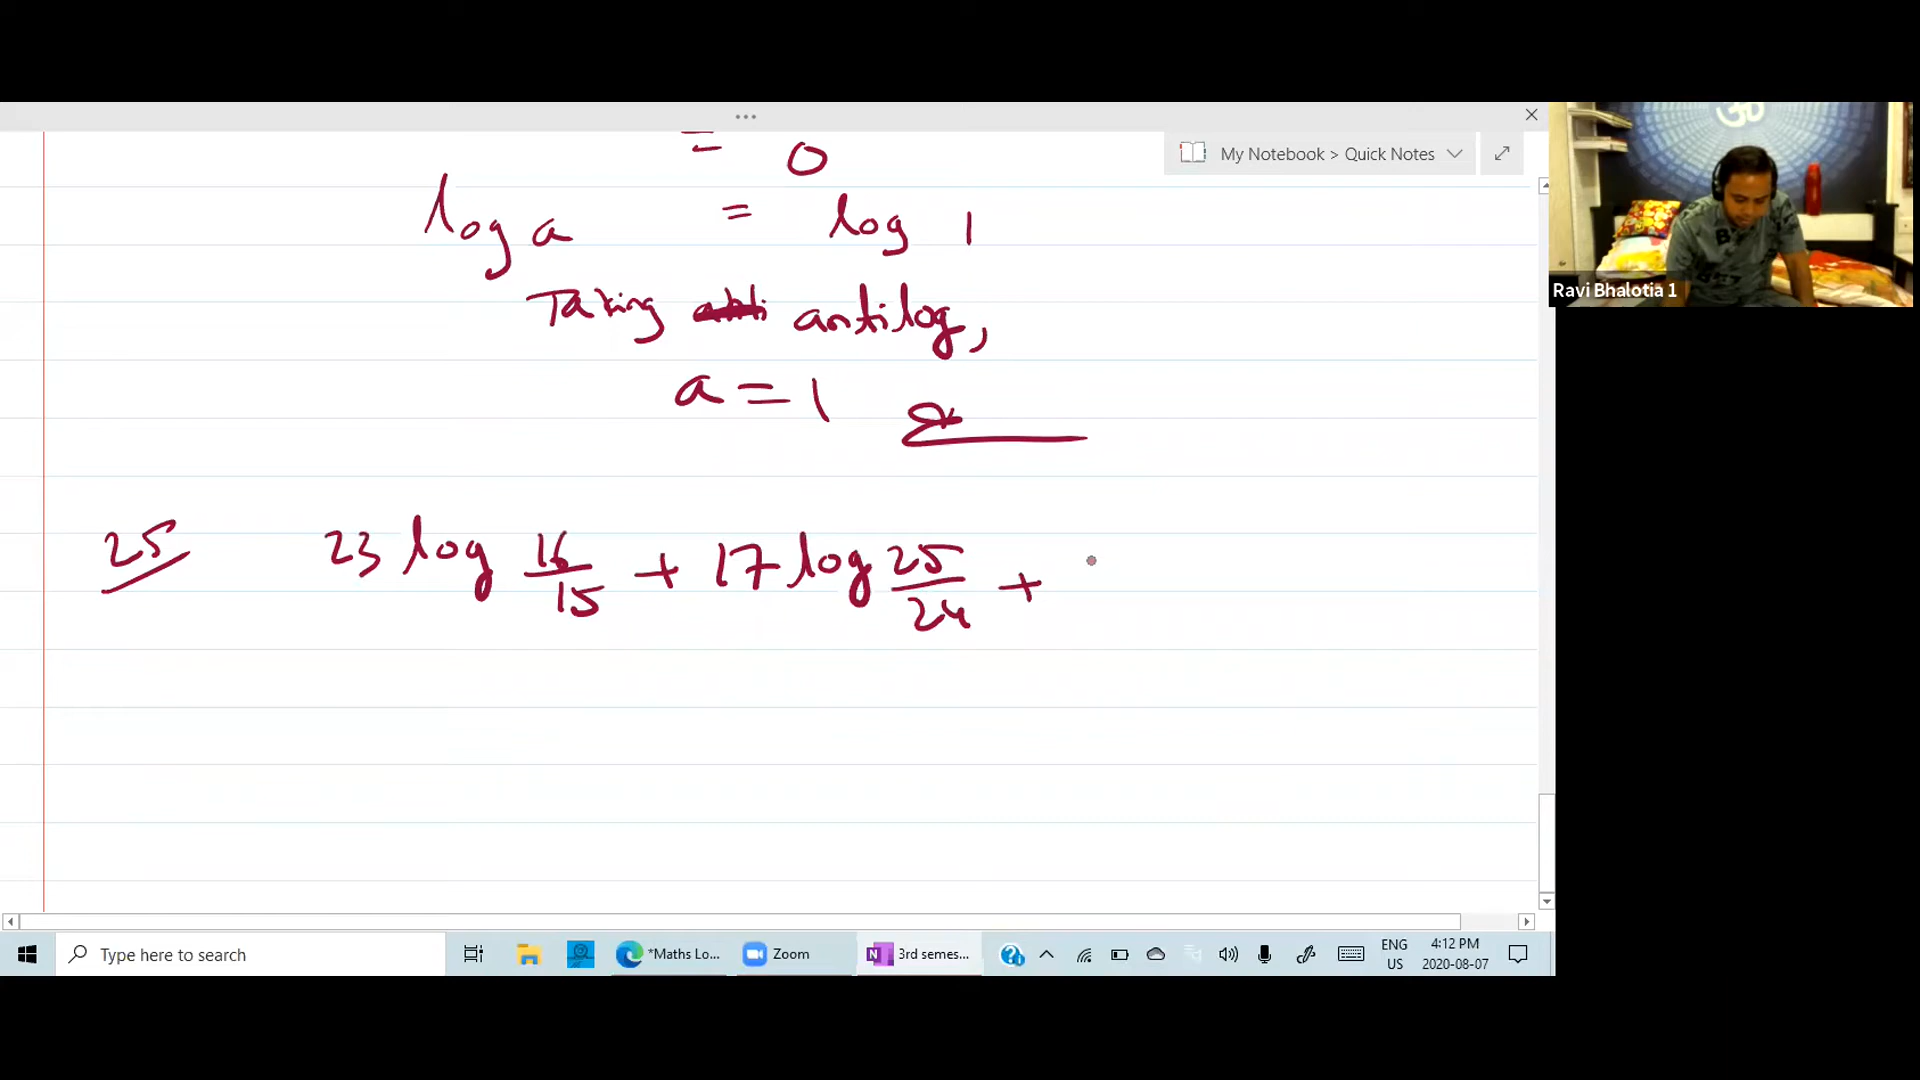 My Notebook > Quick Notes
= 0
log a = log 1
Taking antilog,
a = 1
25 23 log 16/15 + 17 log 25/24 +
Ravi Bhalotia 1
Type here to search
*Maths Lo...
Zoom
3rd semes...
ENG
US
4:12 PM
2020-08-07